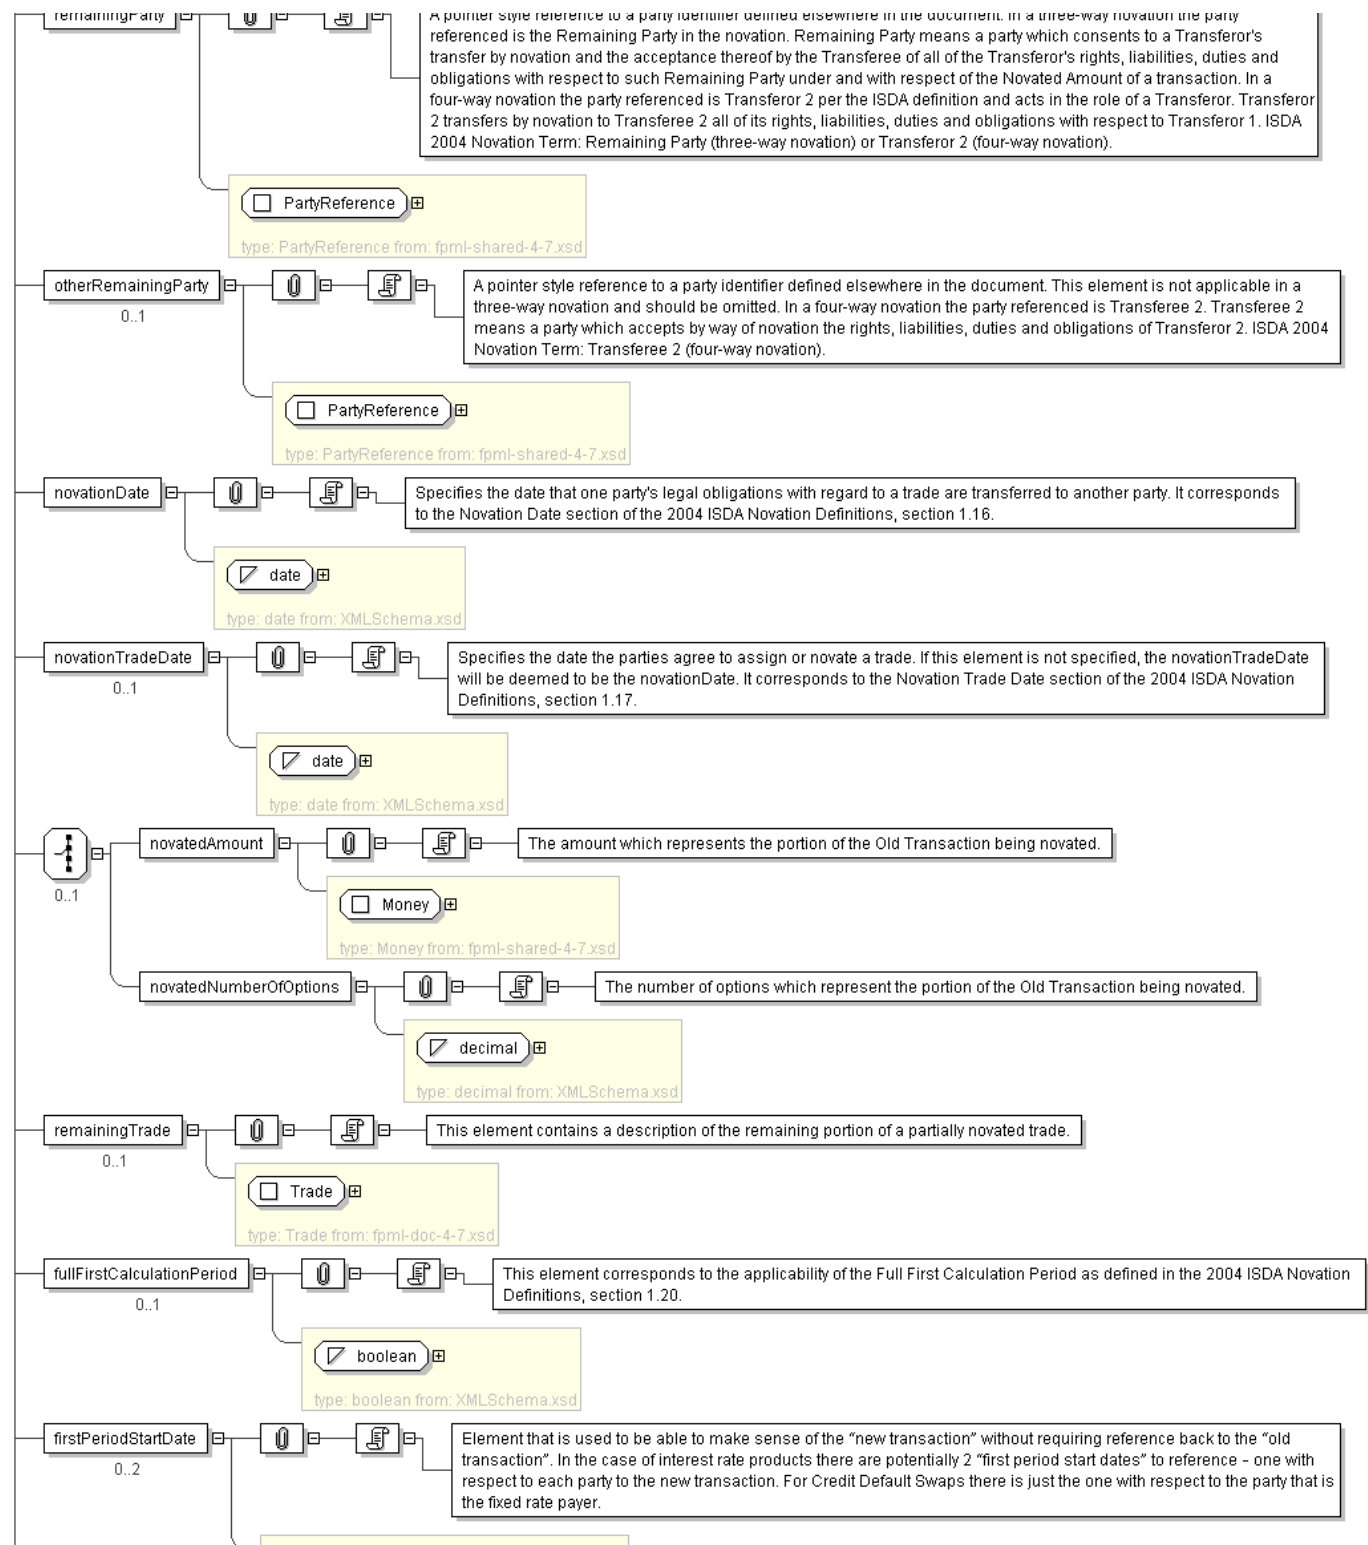 remainingParty
A pointer style reference to a party identifier defined elsewhere in the document. In a three-way novation the party
referenced is the Remaining Party in the novation. Remaining Party means a party which consents to a Transferor's
transfer by novation and the acceptance thereof by the Transferee of all of the Transferor's rights, liabilities, duties and
obligations with respect to such Remaining Party under and with respect of the Novated Amount of a transaction. In a
four-way novation the party referenced is Transferor 2 per the ISDA definition and acts in the role of a Transferor. Transferor
2 transfers by novation to Transferee 2 all of its rights, liabilities, duties and obligations with respect to Transferor 1. ISDA
2004 Novation Term: Remaining Party (three-way novation) or Transferor 2 (four-way novation).
PartyReference
type: PartyReference from: fpml-shared-4-7.xsd
otherRemainingParty
0..1
A pointer style reference to a party identifier defined elsewhere in the document. This element is not applicable in a
three-way novation and should be omitted. In a four-way novation the party referenced is Transferee 2. Transferee 2
means a party which accepts by way of novation the rights, liabilities, duties and obligations of Transferor 2. ISDA 2004
Novation Term: Transferee 2 (four-way novation).
PartyReference
type: PartyReference from: fpml-shared-4-7.xsd
novationDate
Specifies the date that one party's legal obligations with regard to a trade are transferred to another party. It corresponds
to the Novation Date section of the 2004 ISDA Novation Definitions, section 1.16.
date
type: date from: XMLSchema.xsd
novationTradeDate
0..1
Specifies the date the parties agree to assign or novate a trade. If this element is not specified, the novationTradeDate
will be deemed to be the novationDate. It corresponds to the Novation Trade Date section of the 2004 ISDA Novation
Definitions, section 1.17.
date
type: date from: XMLSchema.xsd
0..1
novatedAmount
The amount which represents the portion of the Old Transaction being novated.
Money
type: Money from: fpml-shared-4-7.xsd
novatedNumberOfOptions
The number of options which represent the portion of the Old Transaction being novated.
decimal
type: decimal from: XMLSchema.xsd
remainingTrade
0..1
This element contains a description of the remaining portion of a partially novated trade.
Trade
type: Trade from: fpml-doc-4-7.xsd
fullFirstCalculationPeriod
0..1
This element corresponds to the applicability of the Full First Calculation Period as defined in the 2004 ISDA Novation
Definitions, section 1.20.
boolean
type: boolean from: XMLSchema.xsd
firstPeriodStartDate
0..2
Element that is used to be able to make sense of the “new transaction” without requiring reference back to the “old
transaction”. In the case of interest rate products there are potentially 2 “first period start dates” to reference – one with
respect to each party to the new transaction. For Credit Default Swaps there is just the one with respect to the party that is
the fixed rate payer.